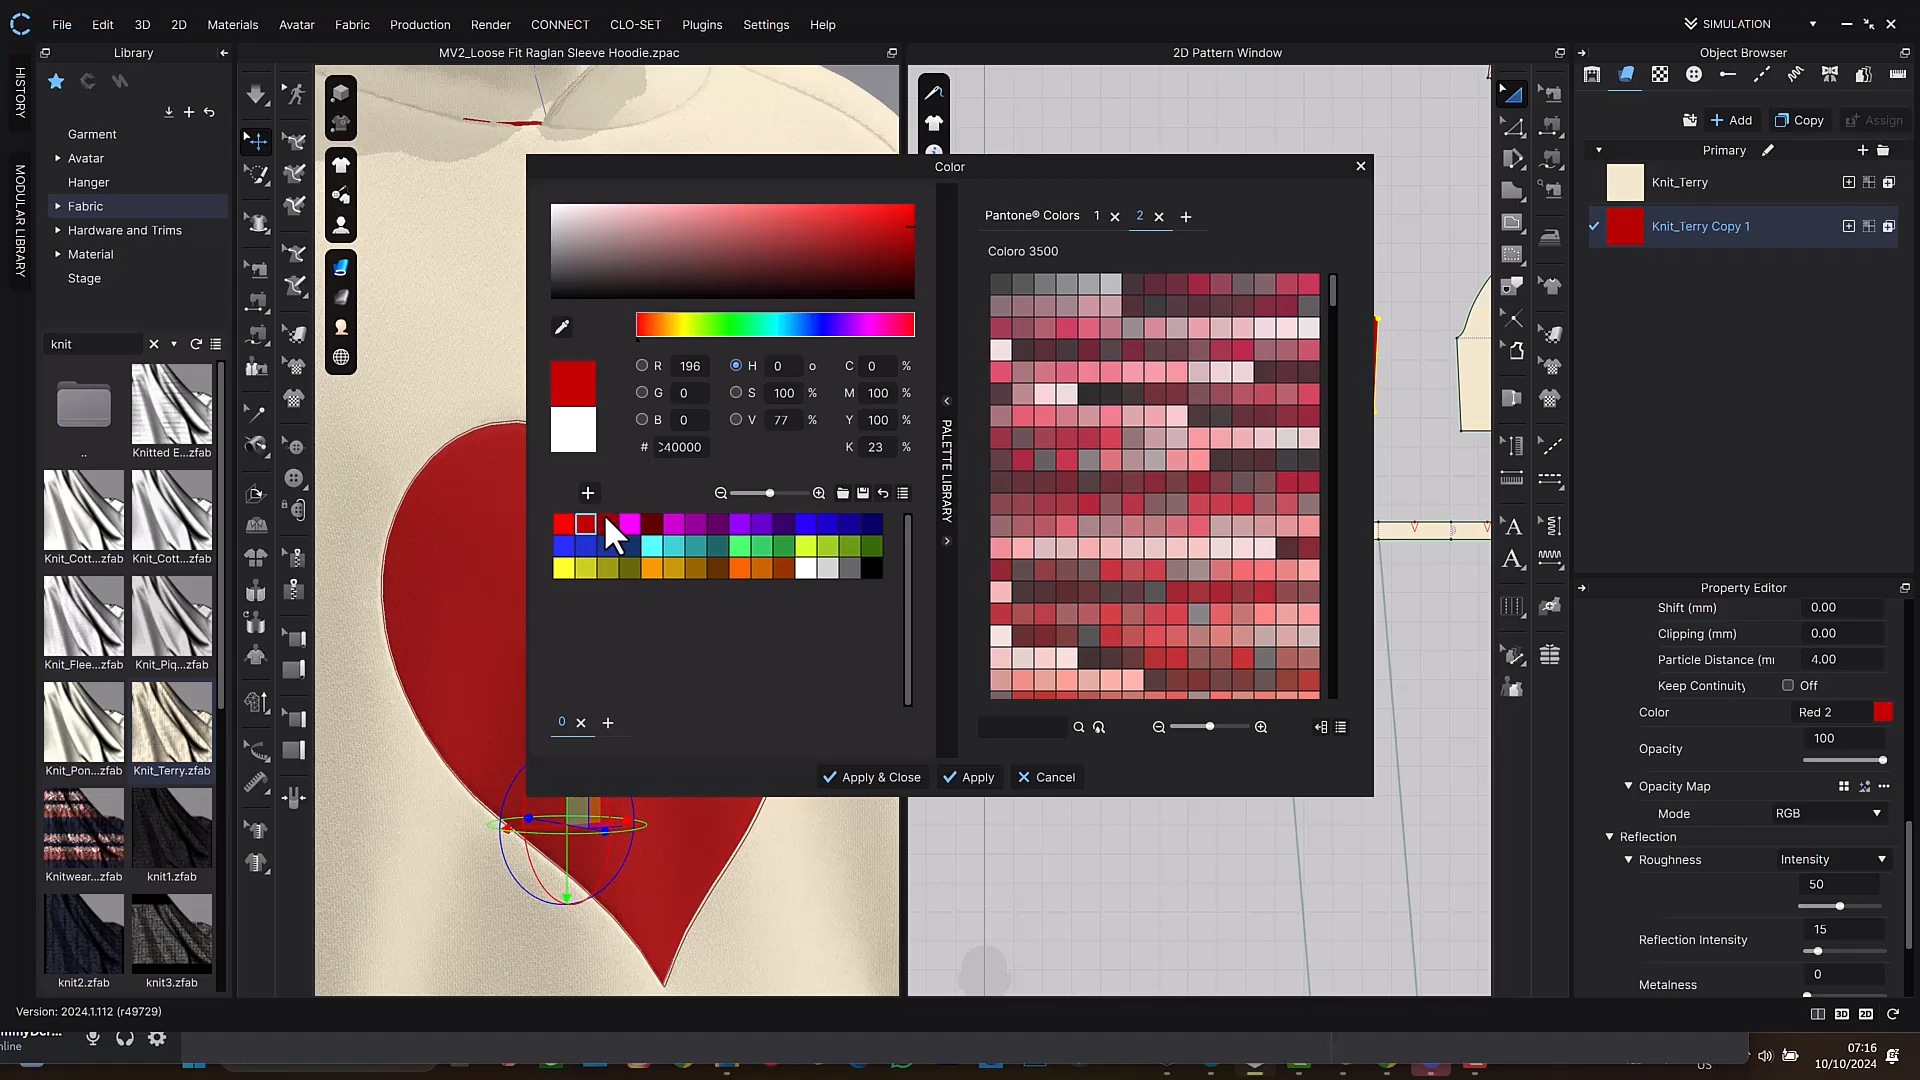 File Edit 3D 2D Materials Avatar Fabric Production Render CONNECT CLO-SET Plugins Settings Help
SIMULATION
Library
MV2_Loose Fit Raglan Sleeve Hoodie.zpac
2D Pattern Window
Object Browser
HISTORY
MODULAR LIBRARY
Garment
Avatar
Hanger
Fabric
Hardware and Trims
Material
Stage
knit
..
Knitted E...zfab
Knit_Cott...zfab
Knit_Cott...zfab
Knit_Flee...zfab
Knit_Piq...zfab
Knit_Pon...zfab
Knit_Terry.zfab
Knitwear...zfab
knit1.zfab
knit2.zfab
knit3.zfab
Color
R 196 H 0 o C 0 %
G 0 S 100 % M 100 %
B 0 V 77 % Y 100 %
# C40000 K 23 %
0
PALETTE LIBRARY
Pantone® Colors 1 2
Coloro 3500
Apply & Close Apply Cancel
Add Copy Assign
Primary
Knit_Terry
Knit_Terry Copy 1
Property Editor
Shift (mm) 0.00
Clipping (mm) 0.00
Particle Distance (mi 4.00
Keep Continuity Off
Color Red 2
Opacity 100
Opacity Map
Mode RGB
Reflection
Roughness Intensity
50
Reflection Intensity 15
Metalness 0
Version: 2024.1.112 (r49729)
3D 2D
nline
US
07:16
10/10/2024